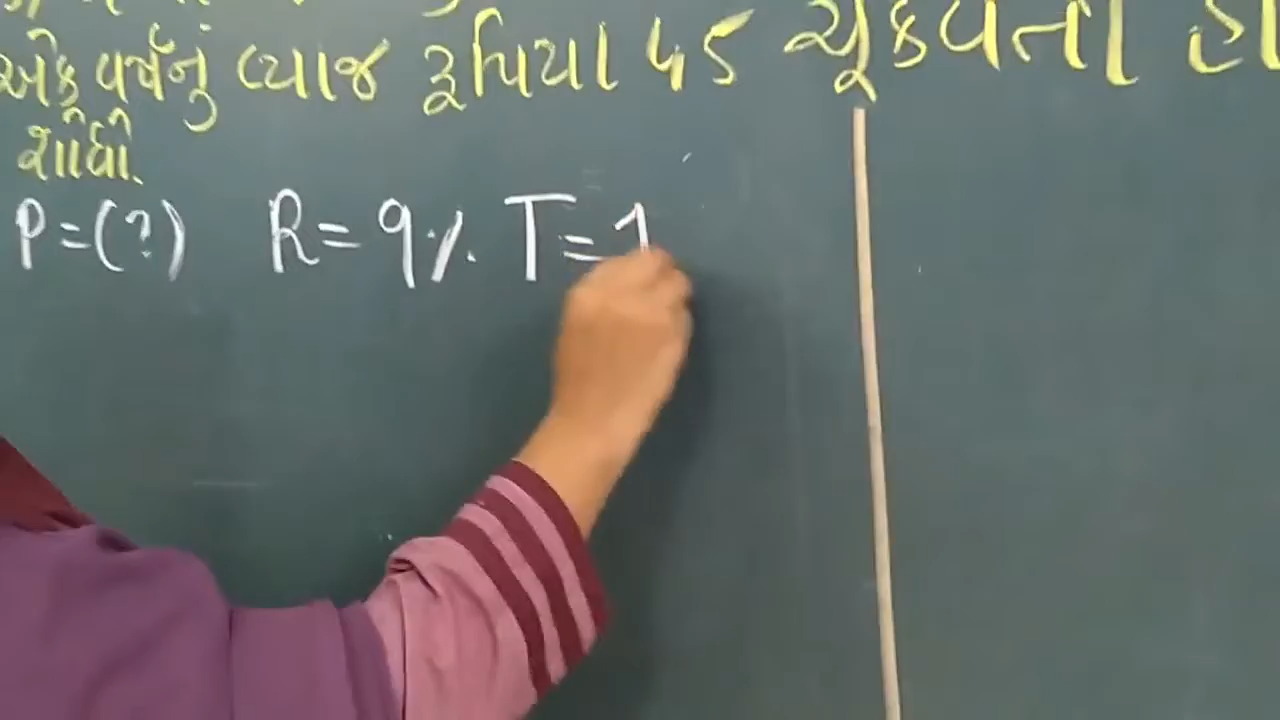 એક વર્ષનું વ્યાજ રૂપિયા 45 ચૂકવતા
શોધો.
P=(?) R=9% T=1